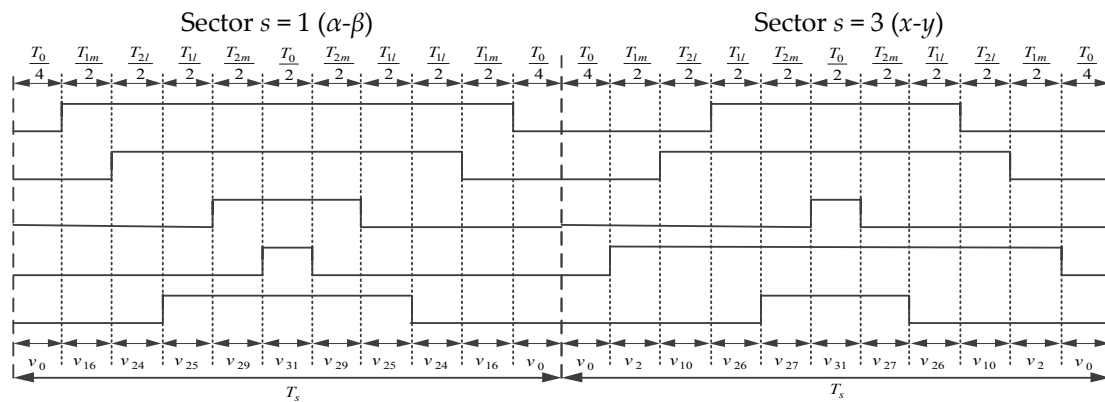 Sector s = 1 (α-β) Sector s = 3 (x-y)
T0 T1m T2l T1l T2m T0 T2m T1l T1l T1m T0 T0 T1m T2l T1l T2m T0 T2m T1l T2l T1m T0
4 2 2 2 2 2 2 2 2 2 4 4 2 2 2 2 2 2 2 2 2 4
v0 v16 v24 v25 v29 v31 v29 v25 v24 v16 v0 v0 v2 v10 v26 v27 v31 v27 v26 v10 v2 v0
Ts Ts